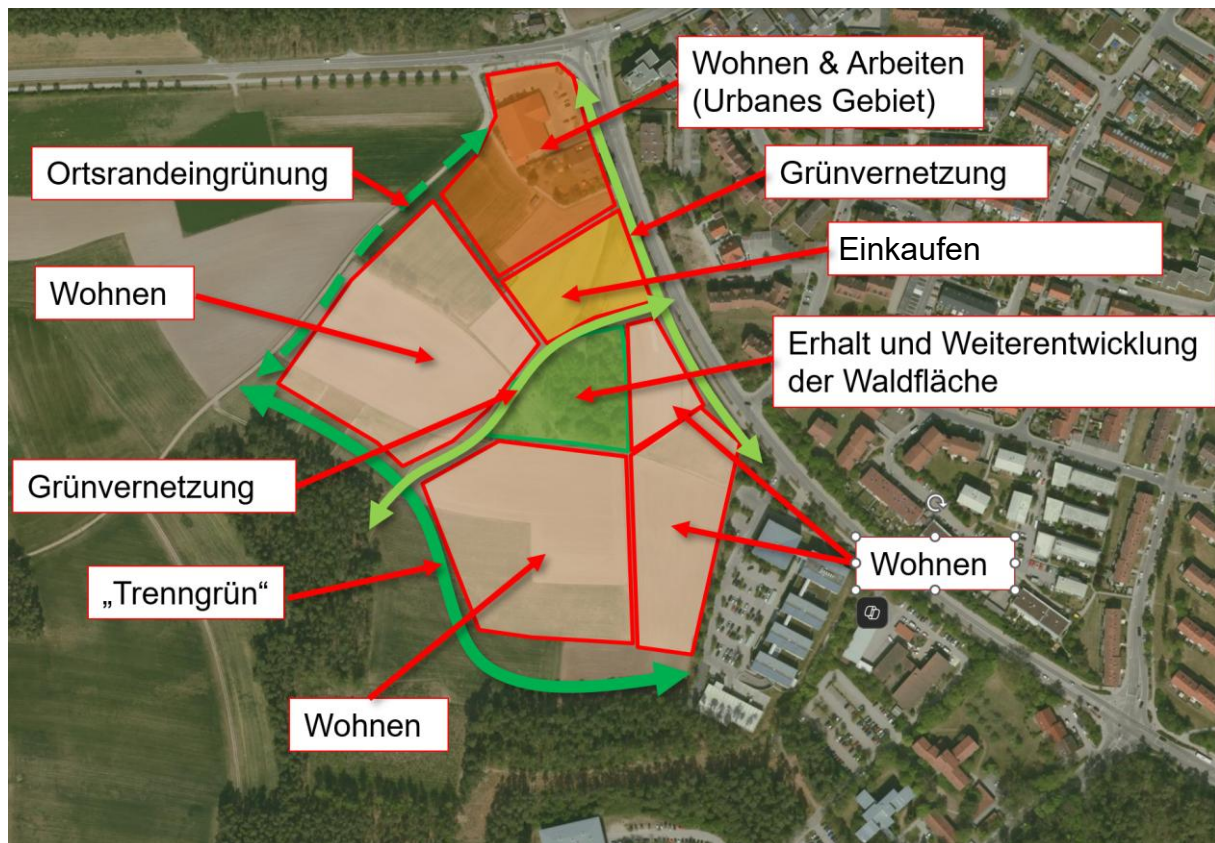 Wohnen & Arbeiten
(Urbanes Gebiet)
Ortsrandeingrünung
Grünvernetzung
Einkaufen
Wohnen
Erhalt und Weiterentwicklung
der Waldfläche
Grünvernetzung
Wohnen
„Trenngrün“
Wohnen